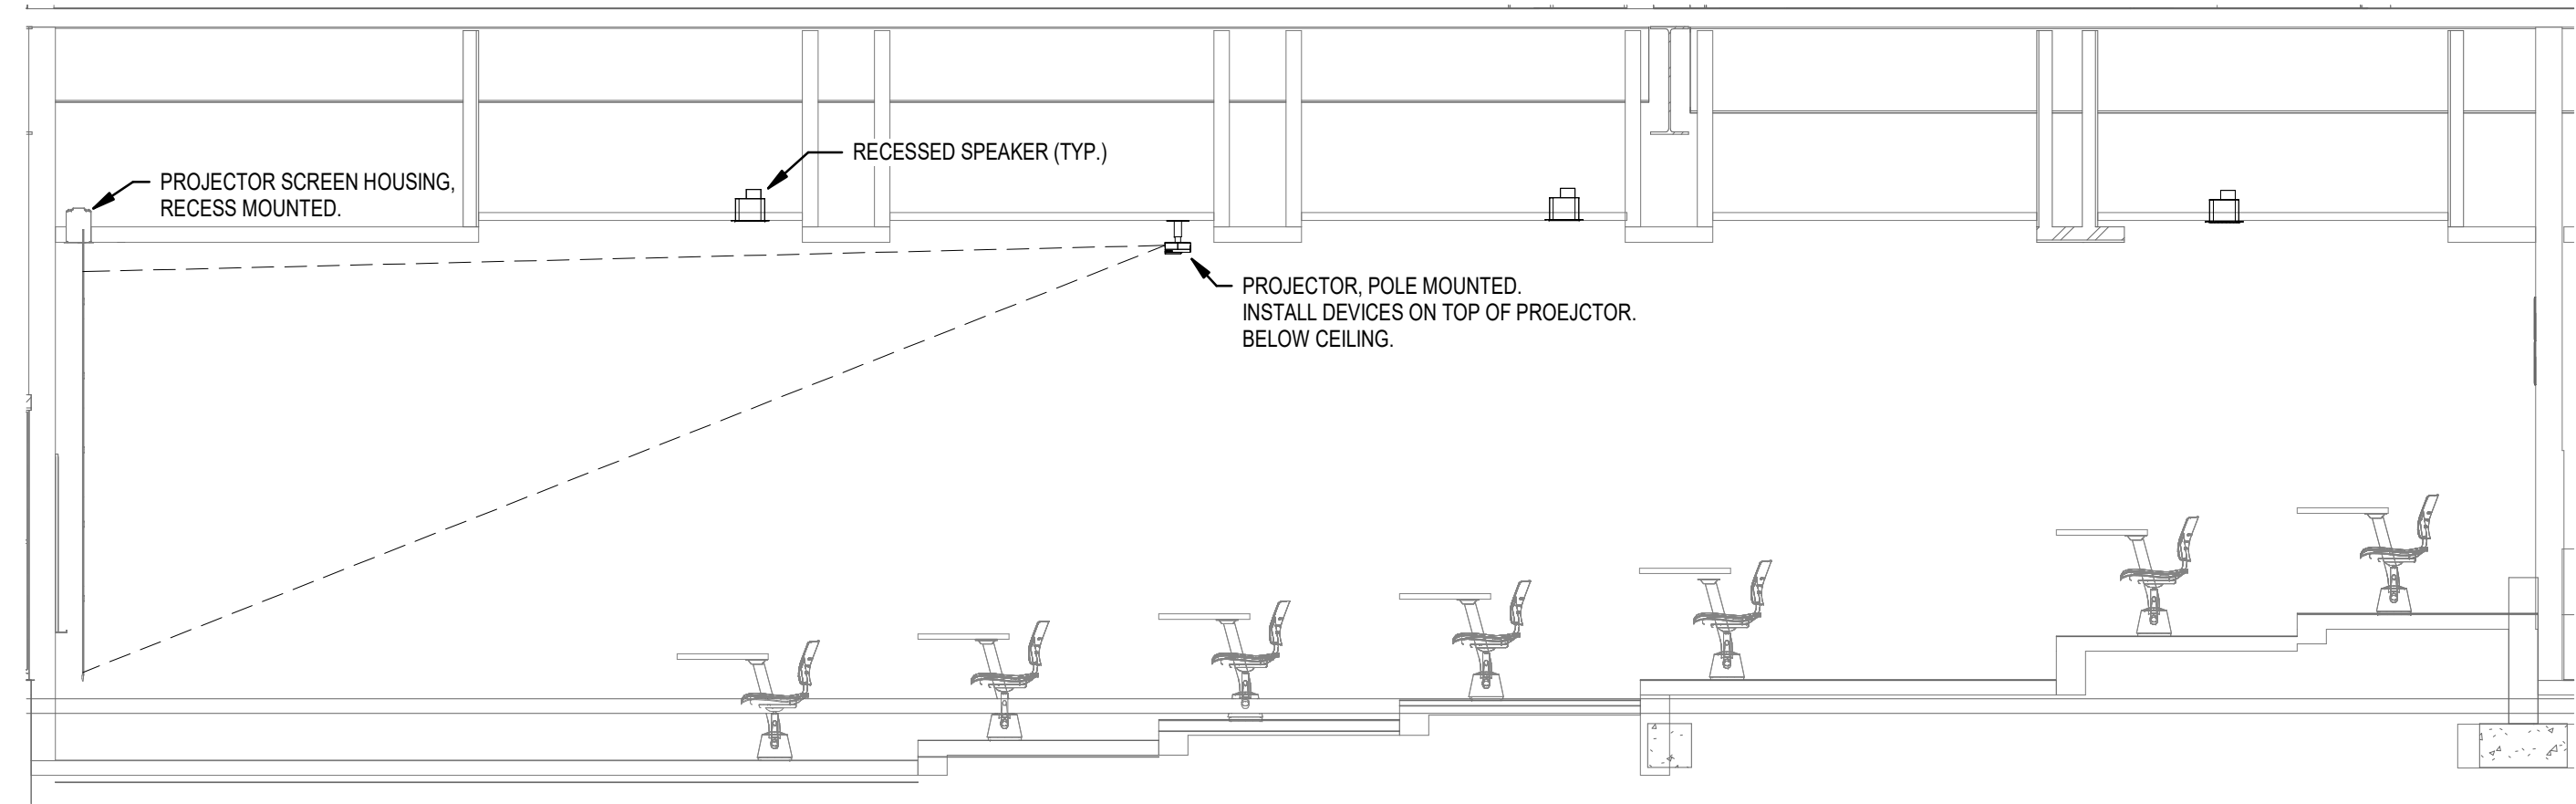 RECESSED SPEAKER (TYP.)
PROJECTOR SCREEN HOUSING,
RECESS MOUNTED.
PROJECTOR, POLE MOUNTED.
INSTALL DEVICES ON TOP OF PROEJCTOR.
BELOW CEILING.